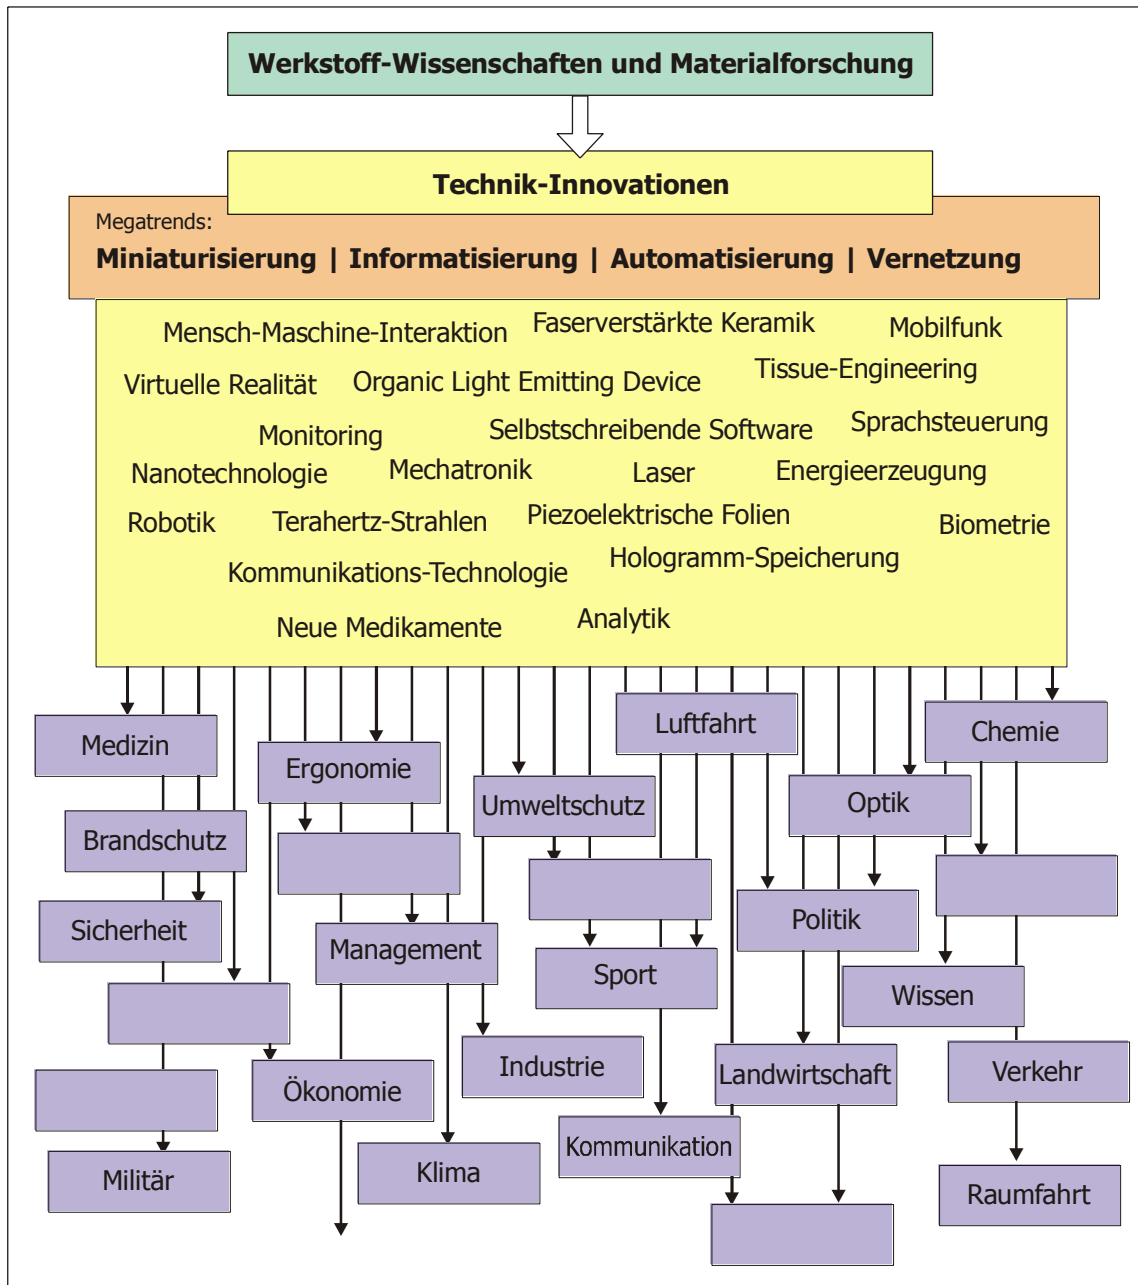 Werkstoff-Wissenschaften und Materialforschung
Technik-Innovationen
Megatrends:
Miniaturisierung | Informatisierung | Automatisierung | Vernetzung
Mensch-Maschine-Interaktion
Faserverstärkte Keramik
Mobilfunk
Virtuelle Realität
Organic Light Emitting Device
Tissue-Engineering
Monitoring
Selbstschreibende Software
Sprachsteuerung
Nanotechnologie
Mechatronik
Laser
Energieerzeugung
Robotik
Terahertz-Strahlen
Piezoelektrische Folien
Biometrie
Kommunikations-Technologie
Hologramm-Speicherung
Neue Medikamente
Analytik
Medizin
Ergonomie
Luftfahrt
Chemie
Umweltschutz
Optik
Brandschutz
Sicherheit
Management
Politik
Sport
Wissen
Ökonomie
Industrie
Landwirtschaft
Verkehr
Militär
Klima
Kommunikation
Raumfahrt